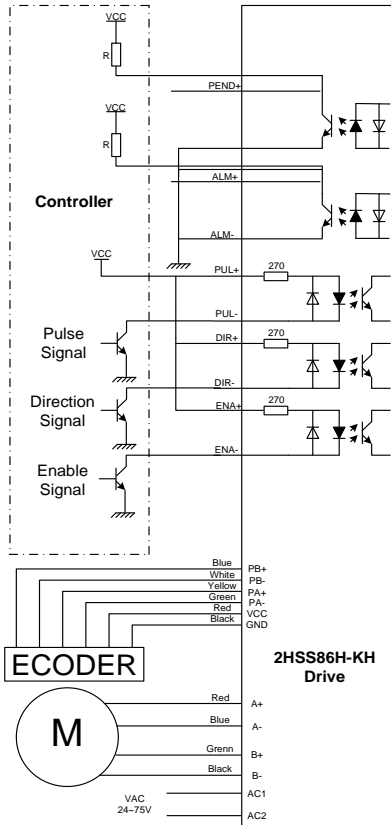 VCC
R
PEND+
VCC
R
Controller
ALM+
ALM-
VCC
PUL+
270
PUL-
Pulse
Signal
DIR+
270
DIR-
Direction
Signal
ENA+
270
ENA-
Enable
Signal
Blue
PB+
White
PB-
Yellow
PA+
Green
PA-
Red
VCC
Black
GND
ECODER
2HSS86H-KH
Drive
M
Red
A+
Blue
A-
Grenn
B+
Black
B-
VAC
24~75V
AC1
AC2